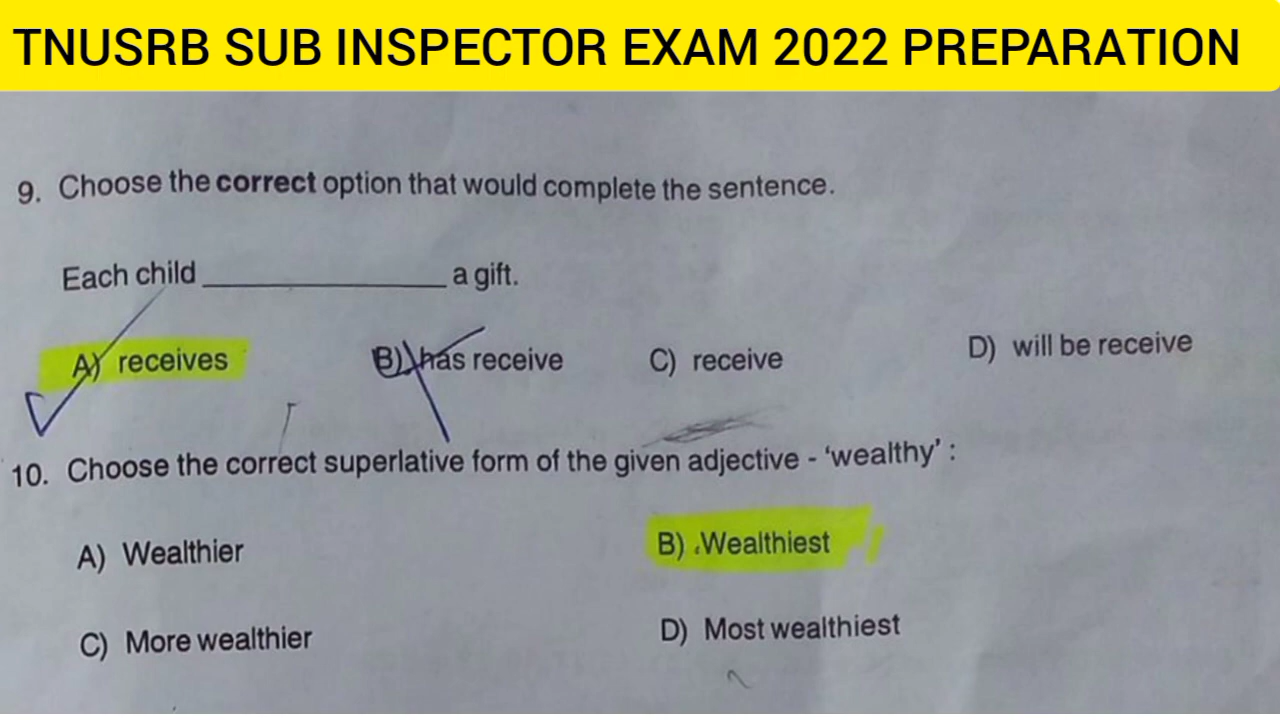 TNUSRB SUB INSPECTOR EXAM 2022 PREPARATION
9. Choose the correct option that would complete the sentence.
Each child ____________________ a gift.
A) receives B) has receive C) receive D) will be receive
10. Choose the correct superlative form of the given adjective - ‘wealthy’ :
A) Wealthier B) Wealthiest
C) More wealthier D) Most wealthiest